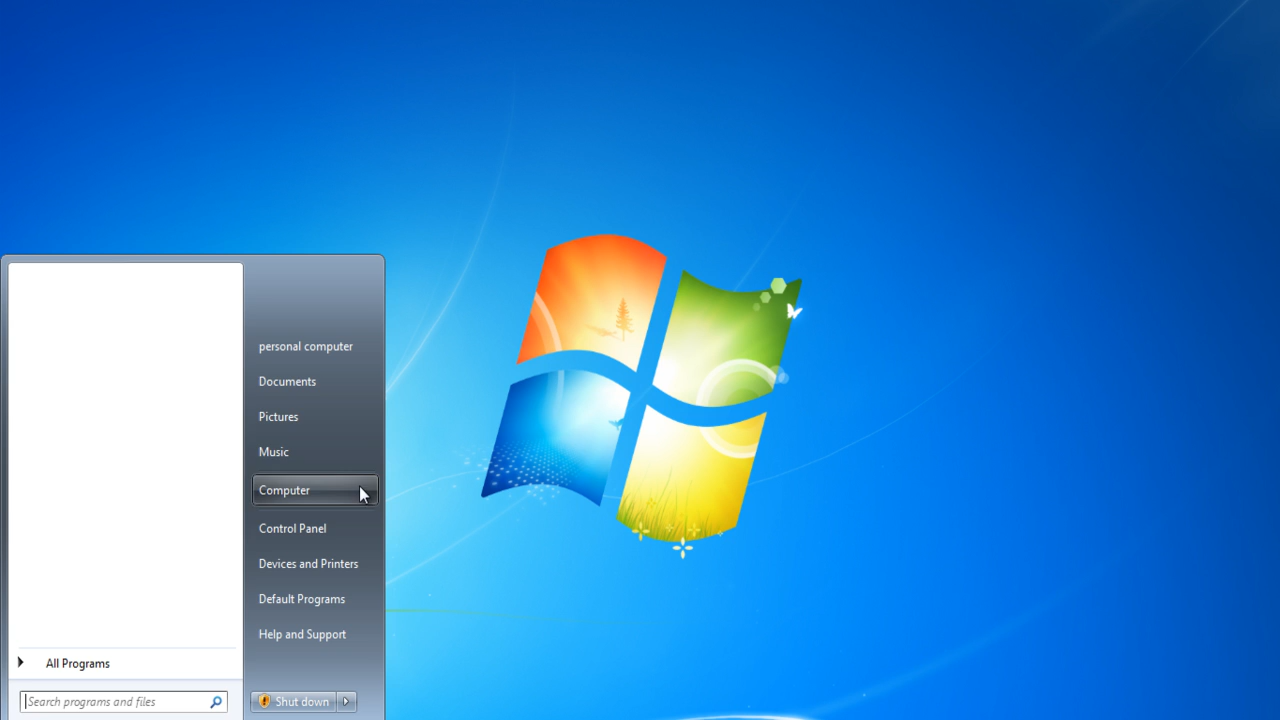 personal computer
Documents
Pictures
Music
Computer
Control Panel
Devices and Printers
Default Programs
Help and Support
All Programs
Search programs and files
Shut down